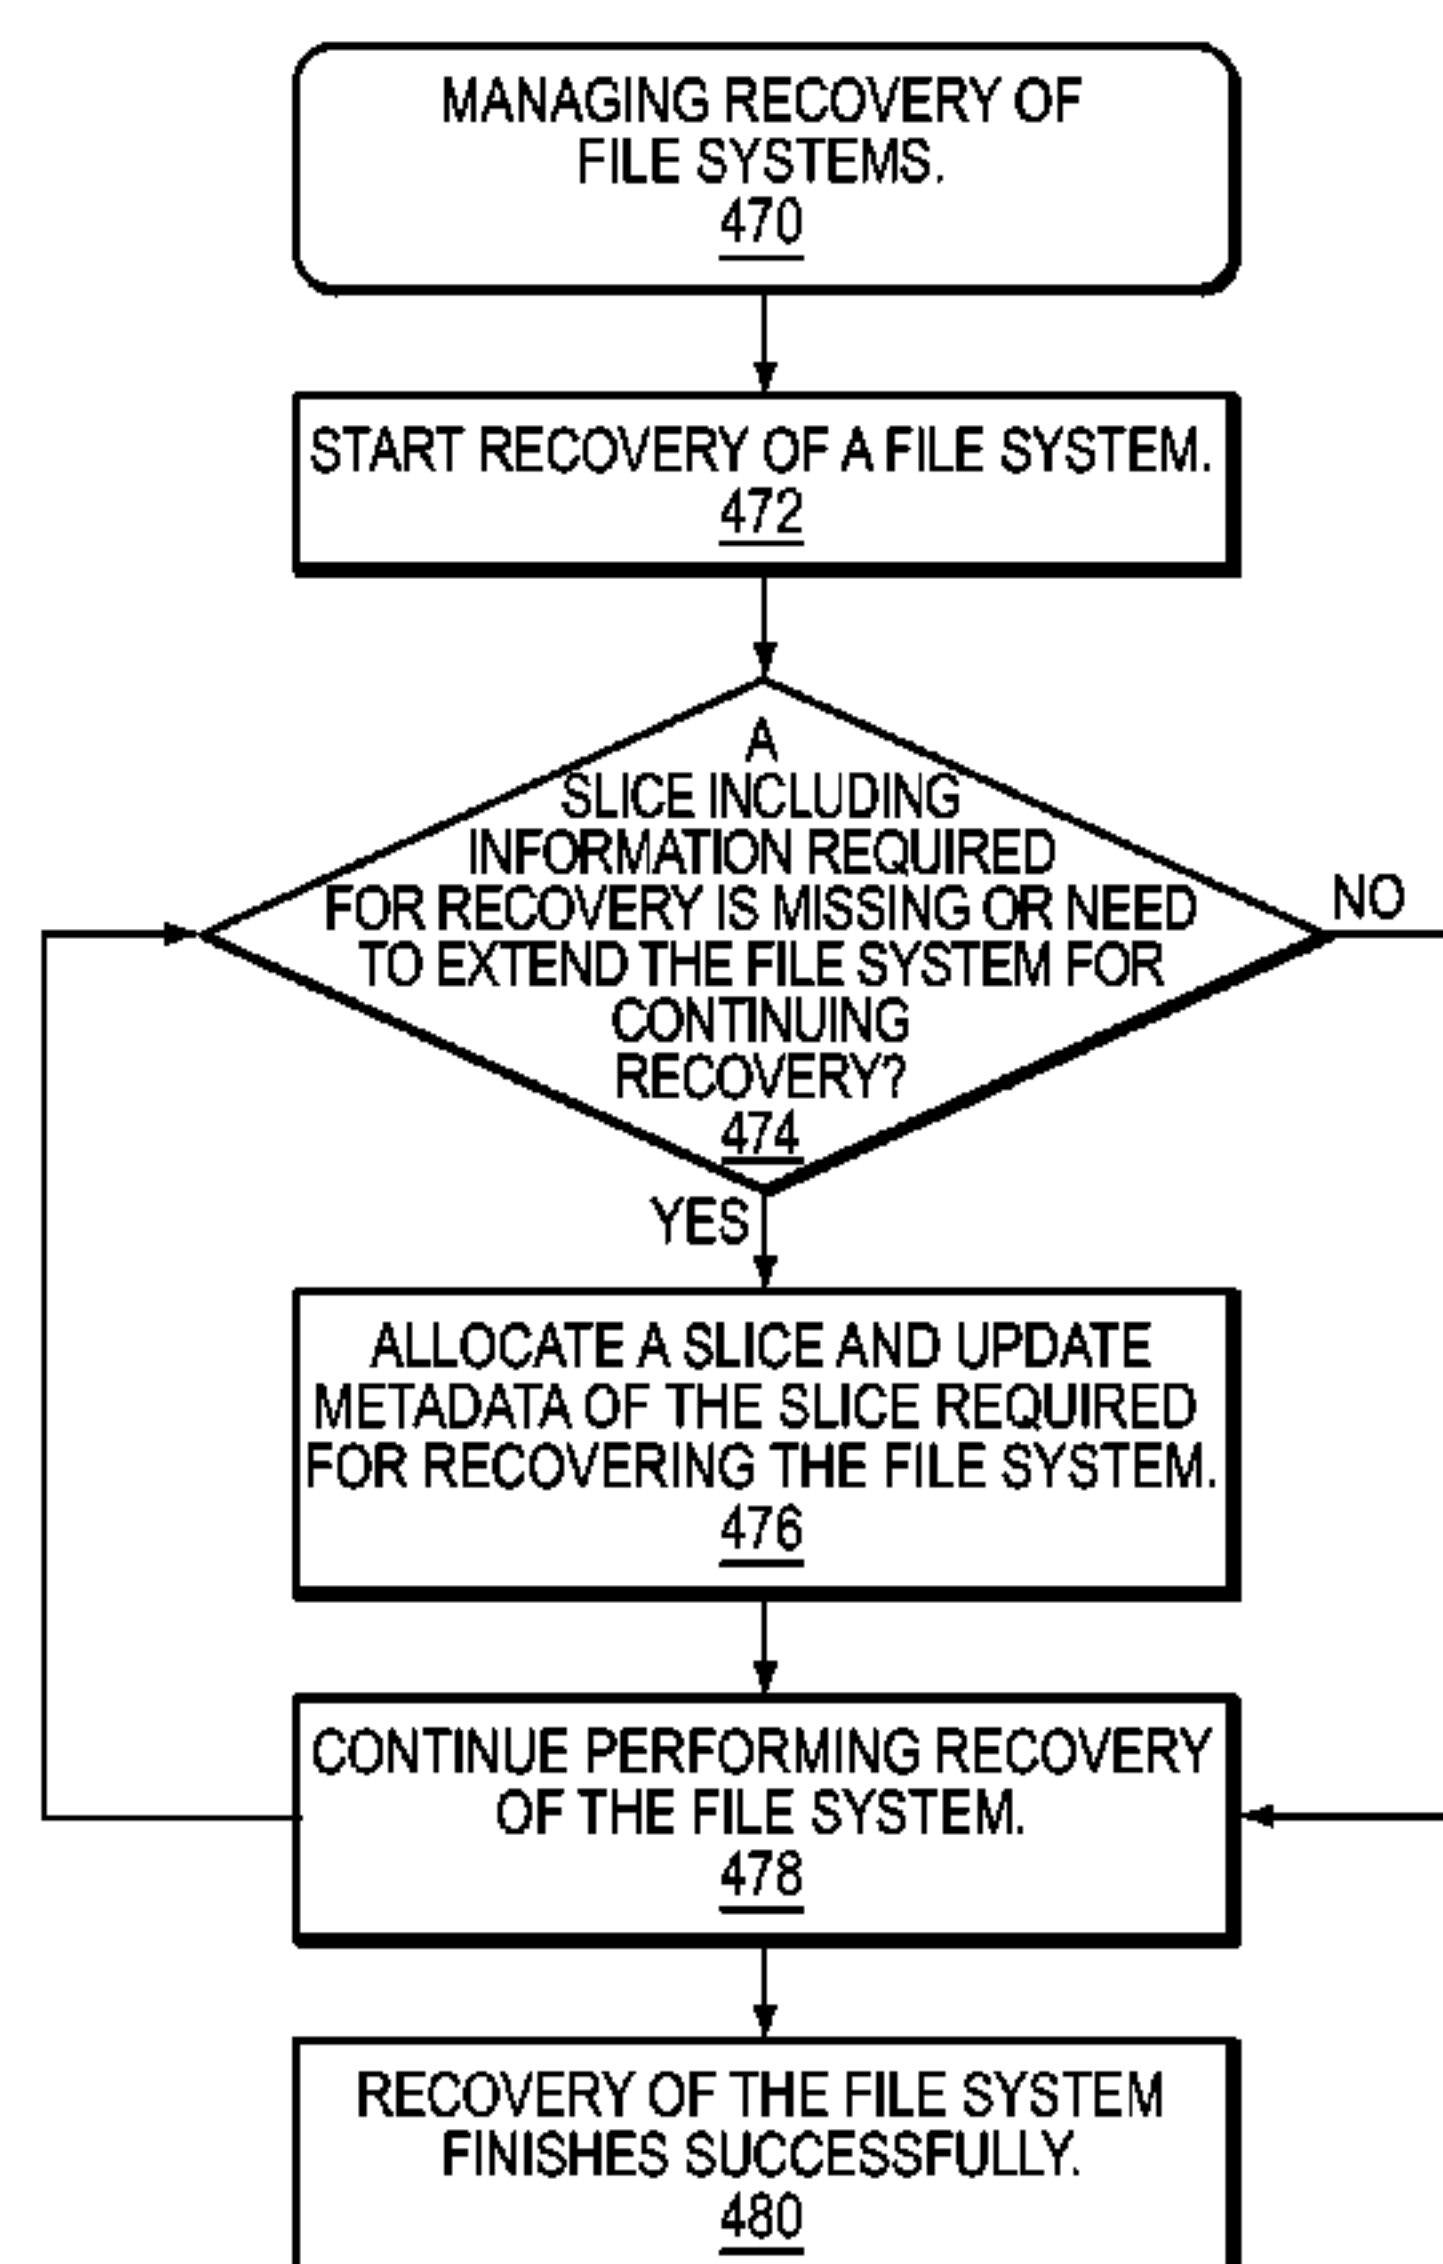 MANAGING RECOVERY OF
FILE SYSTEMS.
470
START RECOVERY OF A FILE SYSTEM.
472
A
SLICE INCLUDING
INFORMATION REQUIRED
FOR RECOVERY IS MISSING OR NEED
TO EXTEND THE FILE SYSTEM FOR
CONTINUING
RECOVERY?
474
NO
YES
ALLOCATE A SLICE AND UPDATE
METADATA OF THE SLICE REQUIRED
FOR RECOVERING THE FILE SYSTEM.
476
CONTINUE PERFORMING RECOVERY
OF THE FILE SYSTEM.
478
RECOVERY OF THE FILE SYSTEM
FINISHES SUCCESSFULLY.
480